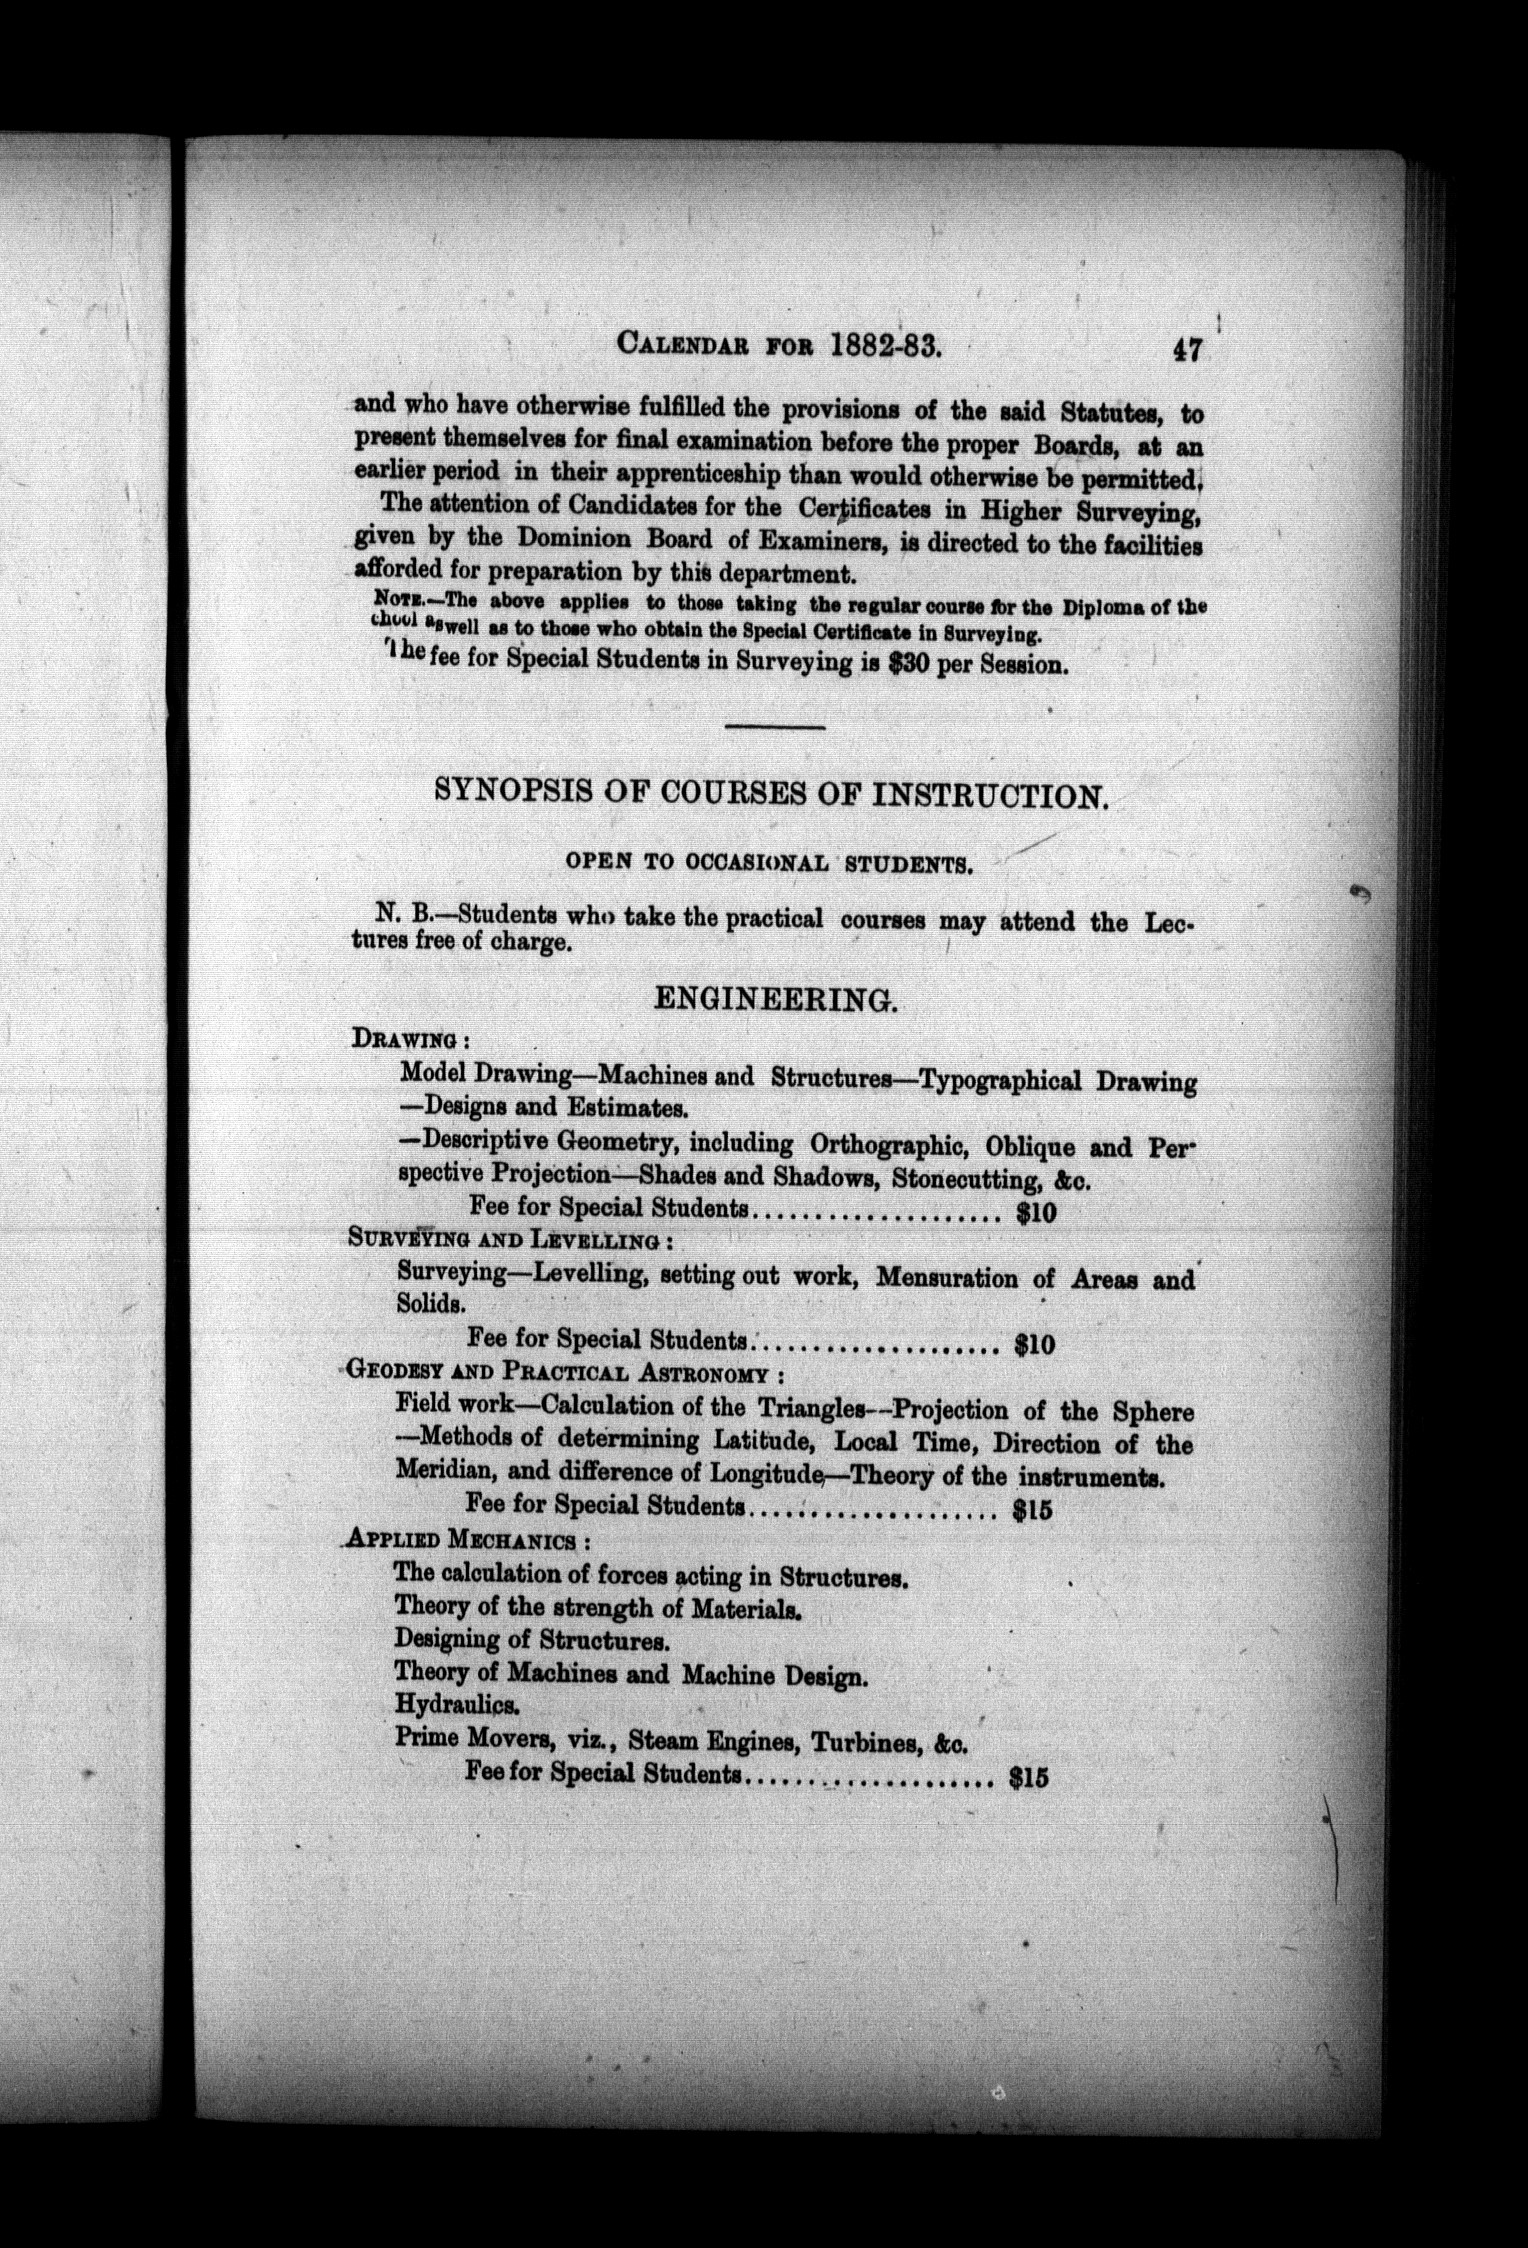 CALENDAR FOR 1882-83. 47
and who have otherwise fulfilled the provisions of the said Statutes, to
present themselves for final examination before the proper Boards, at an
earlier period in their apprenticeship than would otherwise be permitted.
The attention of Candidates for the Certificates in Higher Surveying,
given by the Dominion Board of Examiners, is directed to the facilities
afforded for preparation by this department.
NOTE.—The above applies to those taking the regular course for the Diploma of the
chool as well as to those who obtain the Special Certificate in Surveying.
The fee for Special Students in Surveying is $30 per Session.
SYNOPSIS OF COURSES OF INSTRUCTION.
OPEN TO OCCASIONAL STUDENTS.
N. B.—Students who take the practical courses may attend the Lec-
tures free of charge.
ENGINEERING.
DRAWING:
Model Drawing—Machines and Structures—Typographical Drawing
—Designs and Estimates.
—Descriptive Geometry, including Orthographic, Oblique and Per-
spective Projection—Shades and Shadows, Stonecutting, &c.
Fee for Special Students.................... $10
SURVEYING AND LEVELLING:
Surveying—Levelling, setting out work, Mensuration of Areas and
Solids.
Fee for Special Students.................... $10
GEODESY AND PRACTICAL ASTRONOMY:
Field work—Calculation of the Triangles—Projection of the Sphere
—Methods of determining Latitude, Local Time, Direction of the
Meridian, and difference of Longitude,—Theory of the instruments.
Fee for Special Students.................... $15
APPLIED MECHANICS:
The calculation of forces acting in Structures.
Theory of the strength of Materials.
Designing of Structures.
Theory of Machines and Machine Design.
Hydraulics.
Prime Movers, viz., Steam Engines, Turbines, &c.
Fee for Special Students.................... $15